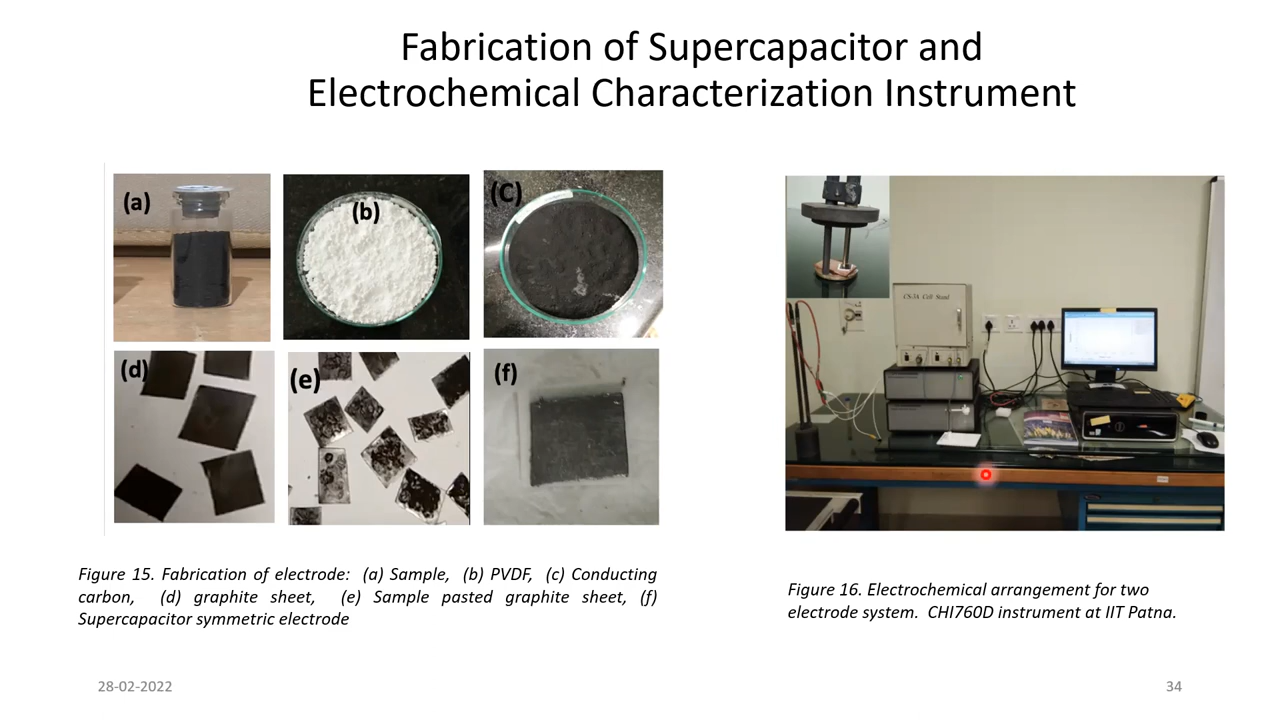 Fabrication of Supercapacitor and
Electrochemical Characterization Instrument
(a)
(b)
(C)
(d)
(e)
(f)
CS-3A Cell Stand
Figure 15. Fabrication of electrode: (a) Sample, (b) PVDF, (c) Conducting
carbon, (d) graphite sheet, (e) Sample pasted graphite sheet, (f)
Supercapacitor symmetric electrode
Figure 16. Electrochemical arrangement for two
electrode system. CHI760D instrument at IIT Patna.
28-02-2022
34